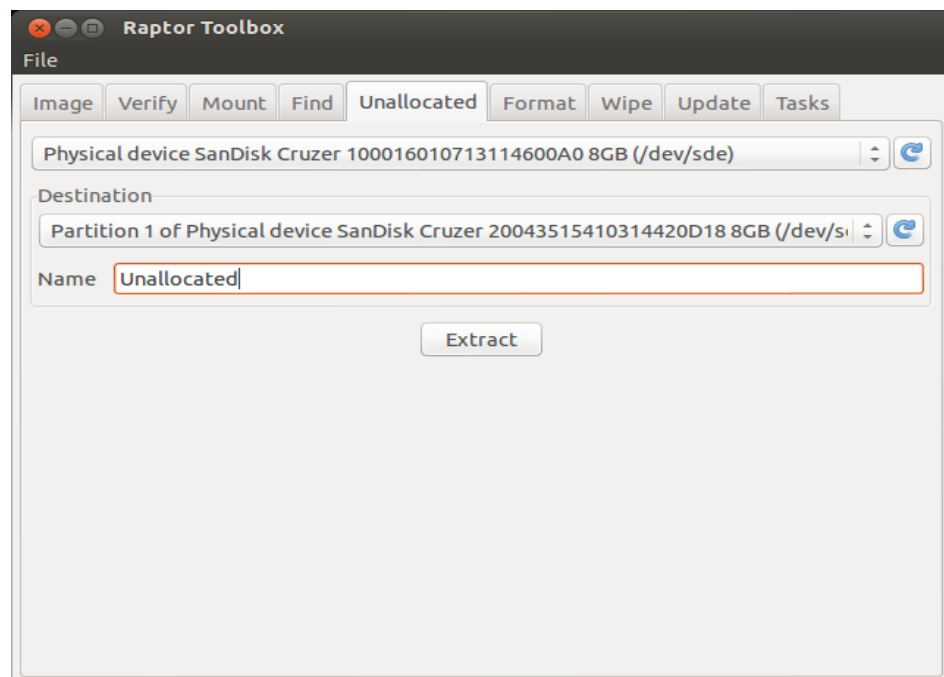 Raptor Toolbox
File
Image Verify Mount Find Unallocated Format Wipe Update Tasks
Physical device SanDisk Cruzer 100016010713114600A0 8GB (/dev/sde)
Destination
Partition 1 of Physical device SanDisk Cruzer 20043515410314420D18 8GB (/dev/s
Name Unallocated
Extract